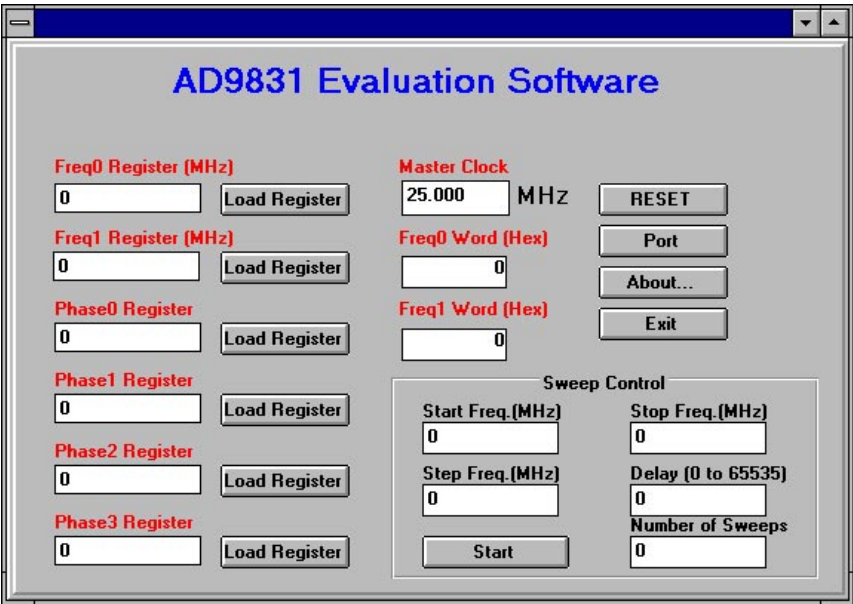 AD9831 Evaluation Software
Freq0 Register (MHz)
0
Load Register
Freq1 Register (MHz)
0
Load Register
Phase0 Register
0
Load Register
Phase1 Register
0
Load Register
Phase2 Register
0
Load Register
Phase3 Register
0
Load Register
Master Clock
25.000 MHz
Freq0 Word (Hex)
0
Freq1 Word (Hex)
0
RESET
Port
About...
Exit
Sweep Control
Start Freq.(MHz)
0
Stop Freq.(MHz)
0
Step Freq.(MHz)
0
Delay (0 to 65535)
0
Number of Sweeps
0
Start